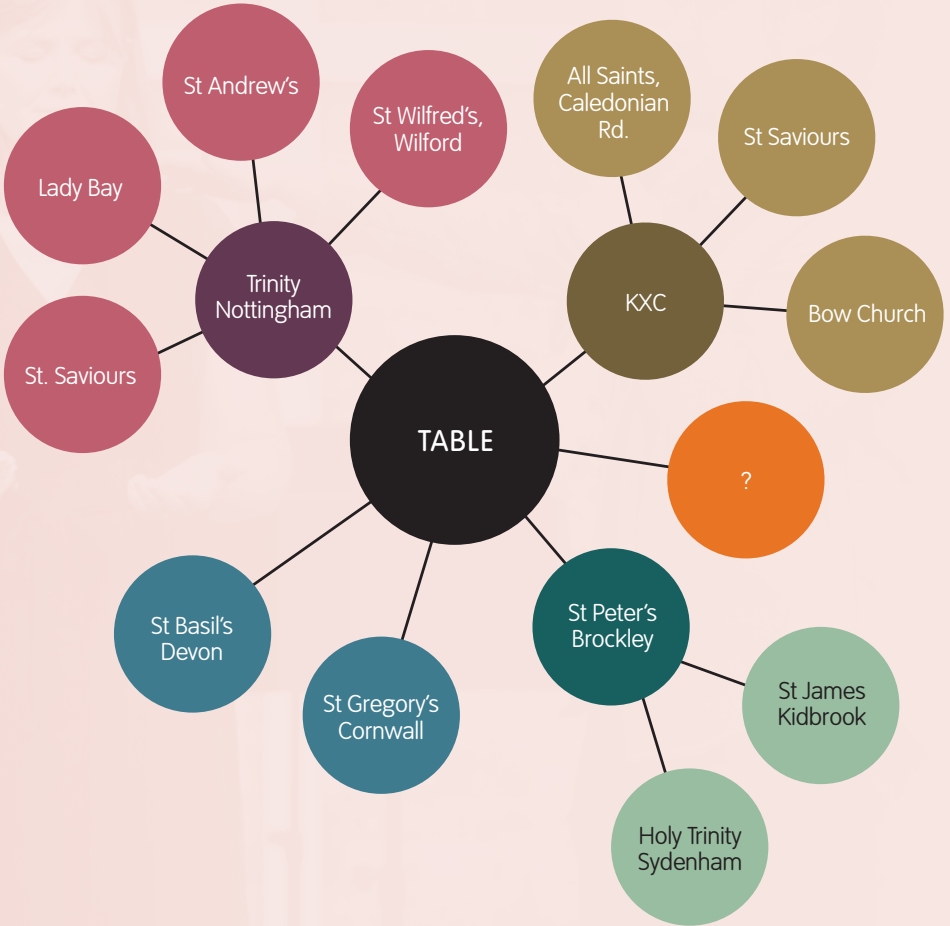 St Andrew's
All Saints,
Caledonian
Rd.
St Wilfred's,
Wilford
St Saviours
Lady Bay
Trinity
Nottingham
KXC
Bow Church
St. Saviours
TABLE
?
St Basil's
Devon
St Peter's
Brockley
St Gregory's
Cornwall
St James
Kidbrook
Holy Trinity
Sydenham